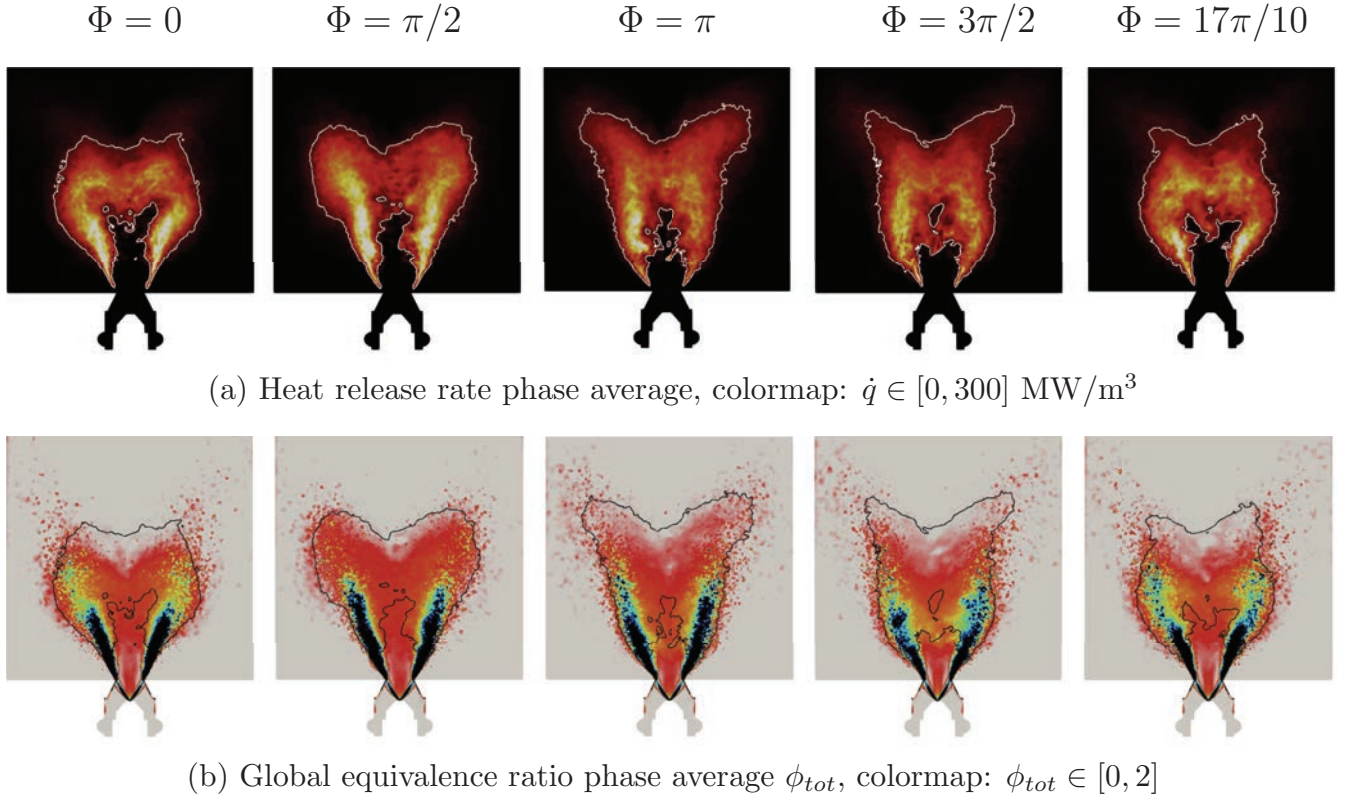 Φ = 0 Φ = π/2 Φ = π Φ = 3π/2 Φ = 17π/10
(a) Heat release rate phase average, colormap: q̇ ∈ [0, 300] MW/m³
(b) Global equivalence ratio phase average ϕ_tot, colormap: ϕ_tot ∈ [0, 2]